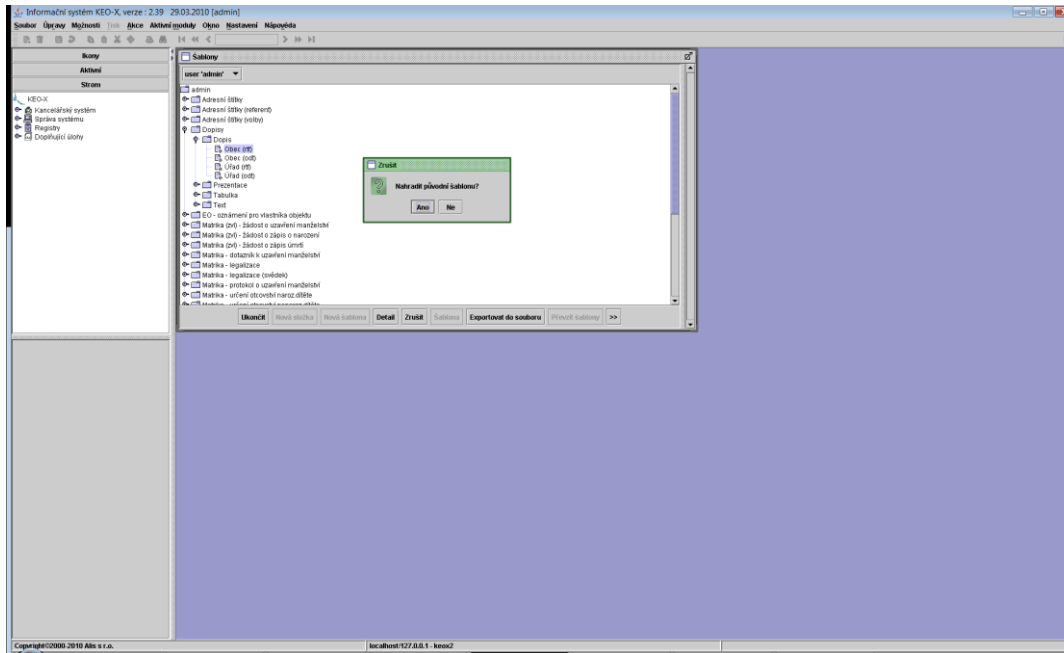 Informační systém KEO-X, verze : 2.39 29.03.2010 [admin]
Soubor Úpravy Možnosti Tisk Akce Aktivní moduly Okno Nastavení Nápověda
Ikony
Aktivní
Strom
KEO-X
Kancelářský systém
Správa systému
Registry
Doplňující úlohy
Šablony
user 'admin'
admin
Adresní štítky
Adresní štítky (referent)
Adresní štítky (volby)
Dopisy
Dopis
Obec (rtf)
Obec (odt)
Úřad (rtf)
Úřad (odt)
Prezentace
Tabulka
Text
EO - oznámení pro vlastníka objektu
Matrika (zvl) - žádost o uzavření manželství
Matrika (zvl) - žádost o zápis o narození
Matrika (zvl) - žádost o zápis úmrtí
Matrika - dotazník k uzavření manželství
Matrika - legalizace
Matrika - legalizace (svědek)
Matrika - protokol o uzavření manželství
Matrika - určení otcovství naroz.dítěte
Zrušit
Nahradit původní šablonu?
Ano Ne
Ukončit Nová složka Nová šablona Detail Zrušit Šablona Exportovat do souboru Převzít šablony >>
Copyright©2000-2010 Alis s r.o. localhost/127.0.0.1 - keox2